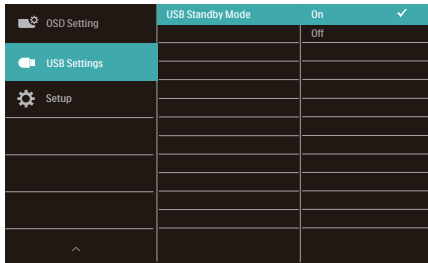 OSD Setting
USB Settings
Setup
USB Standby Mode
On
Off